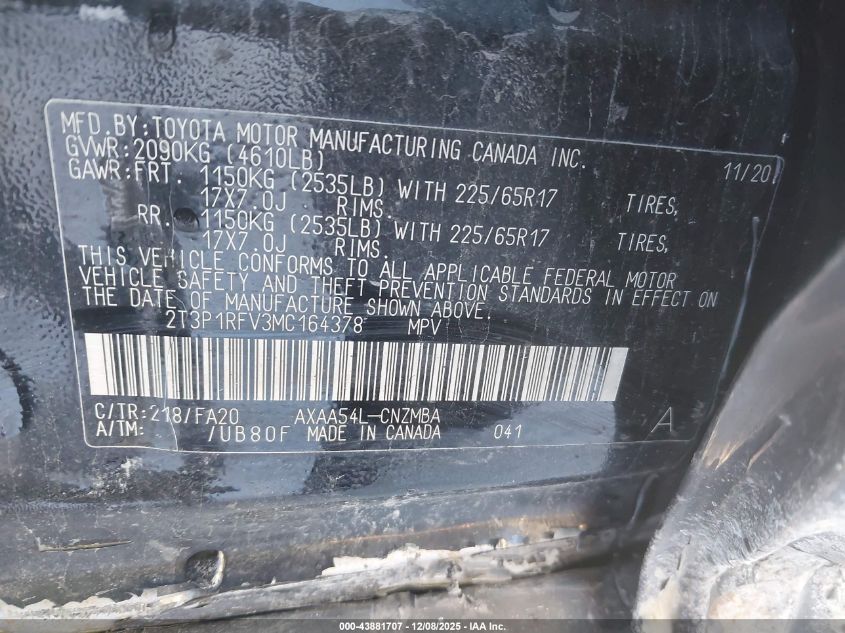 MFD.BY:TOYOTA MOTOR MANUFACTURING CANADA INC.
GVWR:2090KG (4610LB) 11/20
GAWR:FRT. 1150KG (2535LB) WITH 225/65R17 TIRES,
17X7.0J RIMS.
RR. 1150KG (2535LB) WITH 225/65R17 TIRES,
17X7.0J RIMS.
THIS VEHICLE CONFORMS TO ALL APPLICABLE FEDERAL MOTOR
VEHICLE SAFETY AND THEFT PREVENTION STANDARDS IN EFFECT ON
THE DATE OF MANUFACTURE SHOWN ABOVE.
2T3P1RFV3MC164378 MPV
C/TR:218/FA20 AXAA54L-CNZMBA
A/TM: /UB80F MADE IN CANADA 041 A
000-43881707 - 12/08/2025 - IAA Inc.